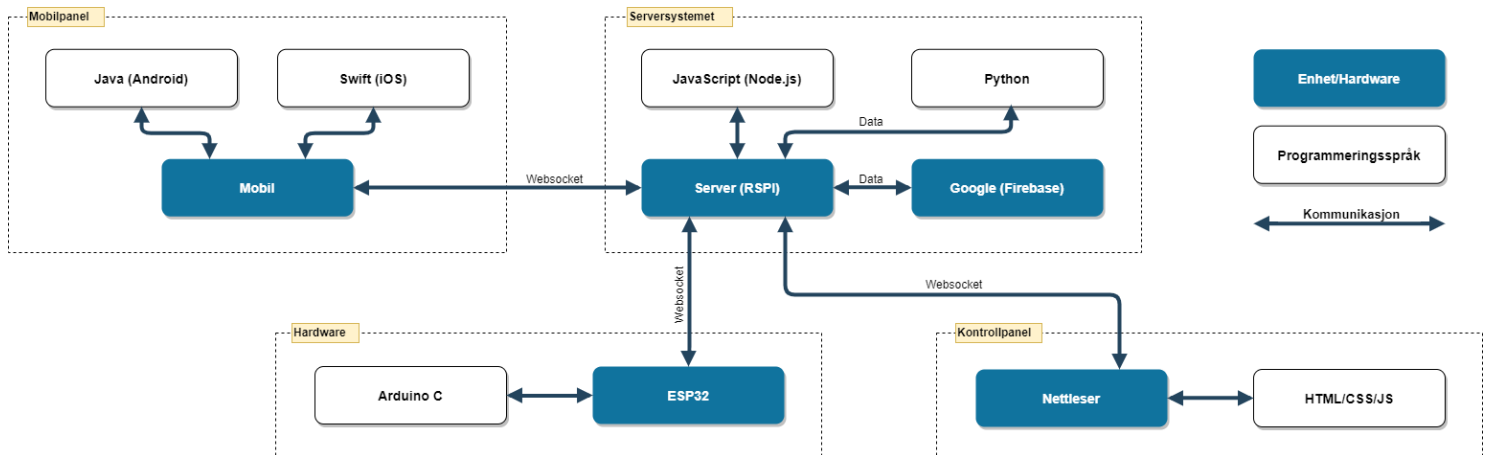 Mobilpanel
Serversystemet
Java (Android)
Swift (iOS)
JavaScript (Node.js)
Python
Enhet/Hardware
Data
Programmeringsspråk
Mobil
Websocket
Server (RSPI)
Data
Google (Firebase)
Kommunikasjon
Websocket
Websocket
Hardware
Kontrollpanel
Arduino C
ESP32
Nettleser
HTML/CSS/JS